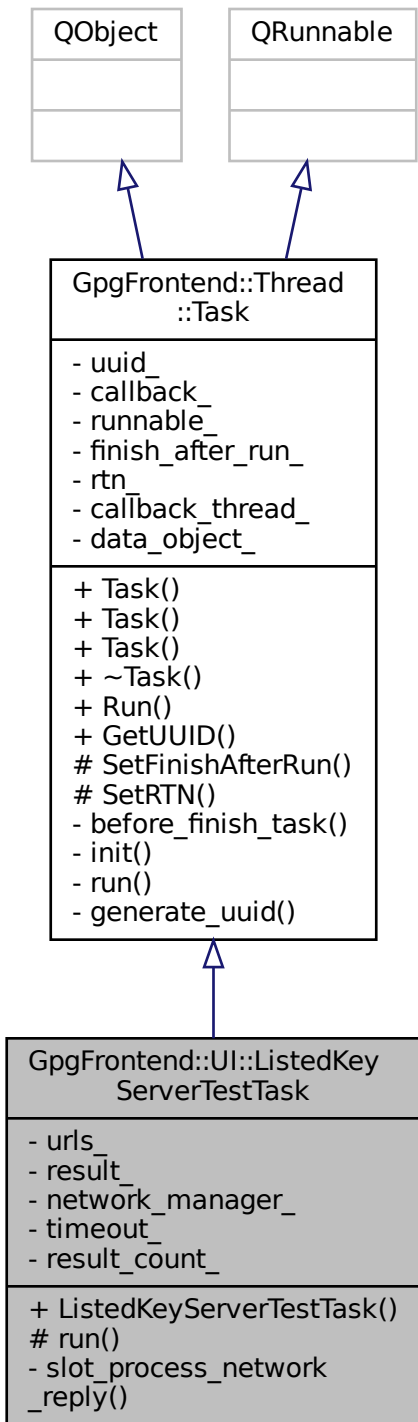 QObject
QRunnable
GpgFrontend::Thread
::Task
- uuid_
- callback_
- runnable_
- finish_after_run_
- rtn_
- callback_thread_
- data_object_
+ Task()
+ Task()
+ Task()
+ ~Task()
+ Run()
+ GetUUID()
# SetFinishAfterRun()
# SetRTN()
- before_finish_task()
- init()
- run()
- generate_uuid()
GpgFrontend::UI::ListedKey
ServerTestTask
- urls_
- result_
- network_manager_
- timeout_
- result_count_
+ ListedKeyServerTestTask()
# run()
- slot_process_network
_reply()